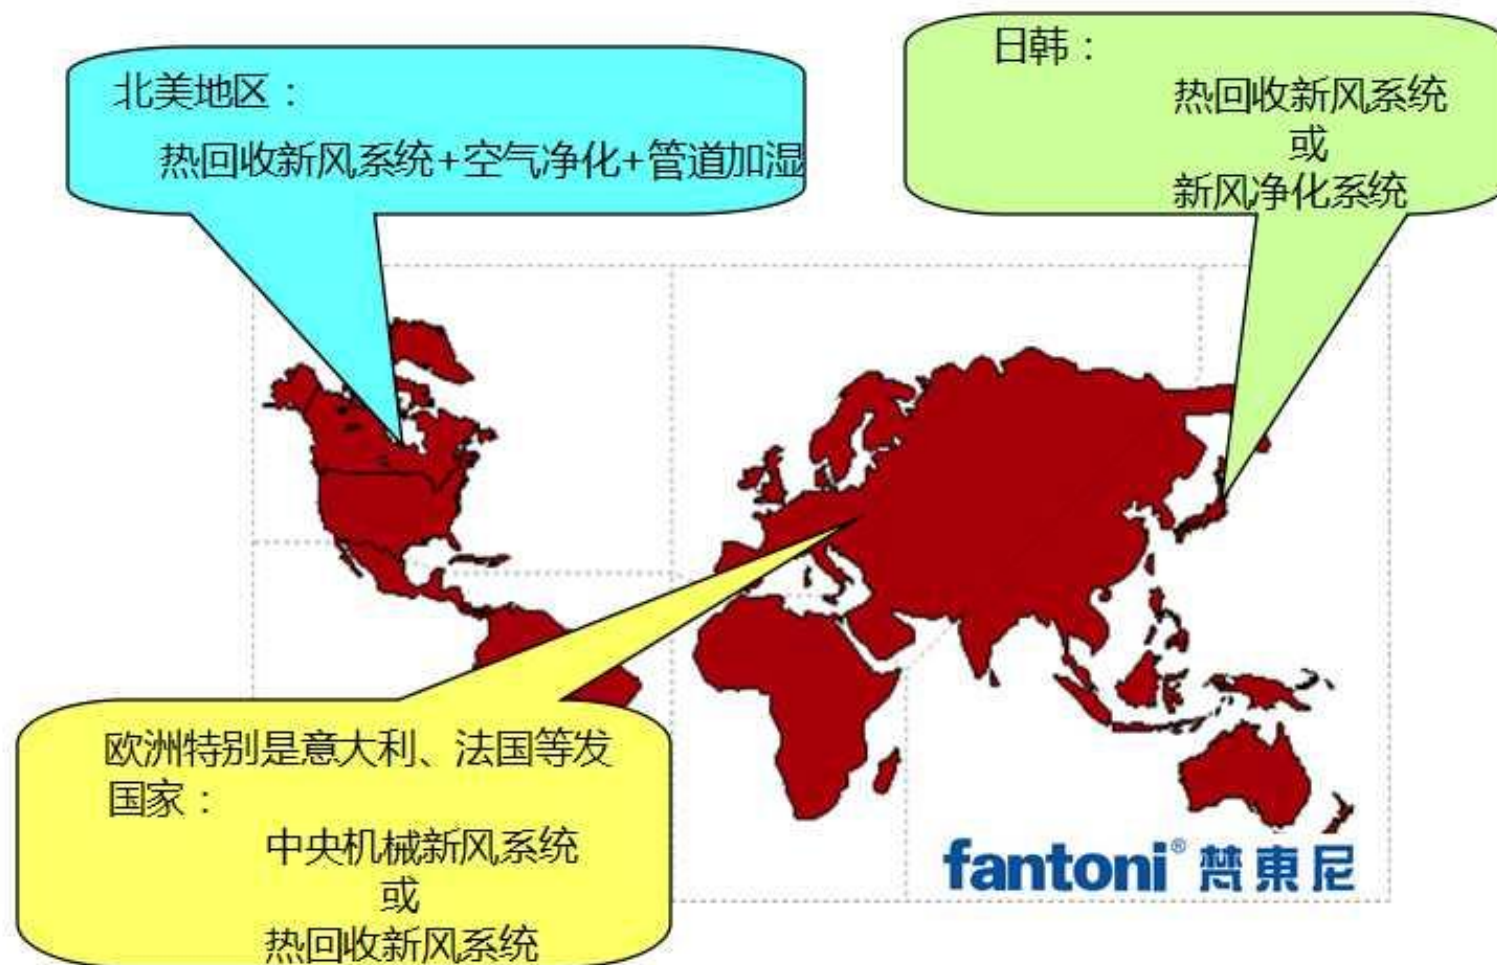 北美地区：
热回收新风系统+空气净化+管道加湿
日韩：
热回收新风系统
或
新风净化系统
欧洲特别是意大利、法国等发
国家：
中央机械新风系统
或
热回收新风系统
fantoni® 梵東尼